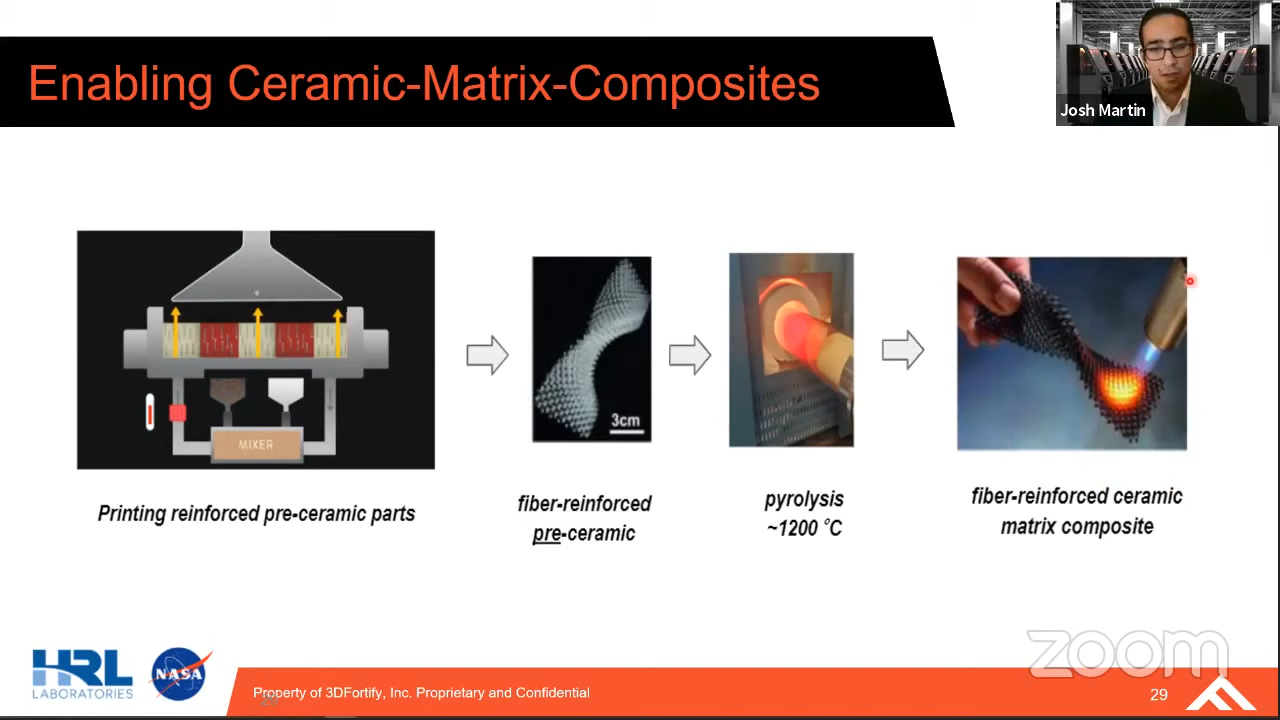 Enabling Ceramic-Matrix-Composites
Josh Martin
MIXER
3cm
Printing reinforced pre-ceramic parts
fiber-reinforced
pre-ceramic
pyrolysis
~1200 °C
fiber-reinforced ceramic
matrix composite
HRL
LABORATORIES
NASA
Property of 3DFortify, Inc. Proprietary and Confidential
29
29
zoom